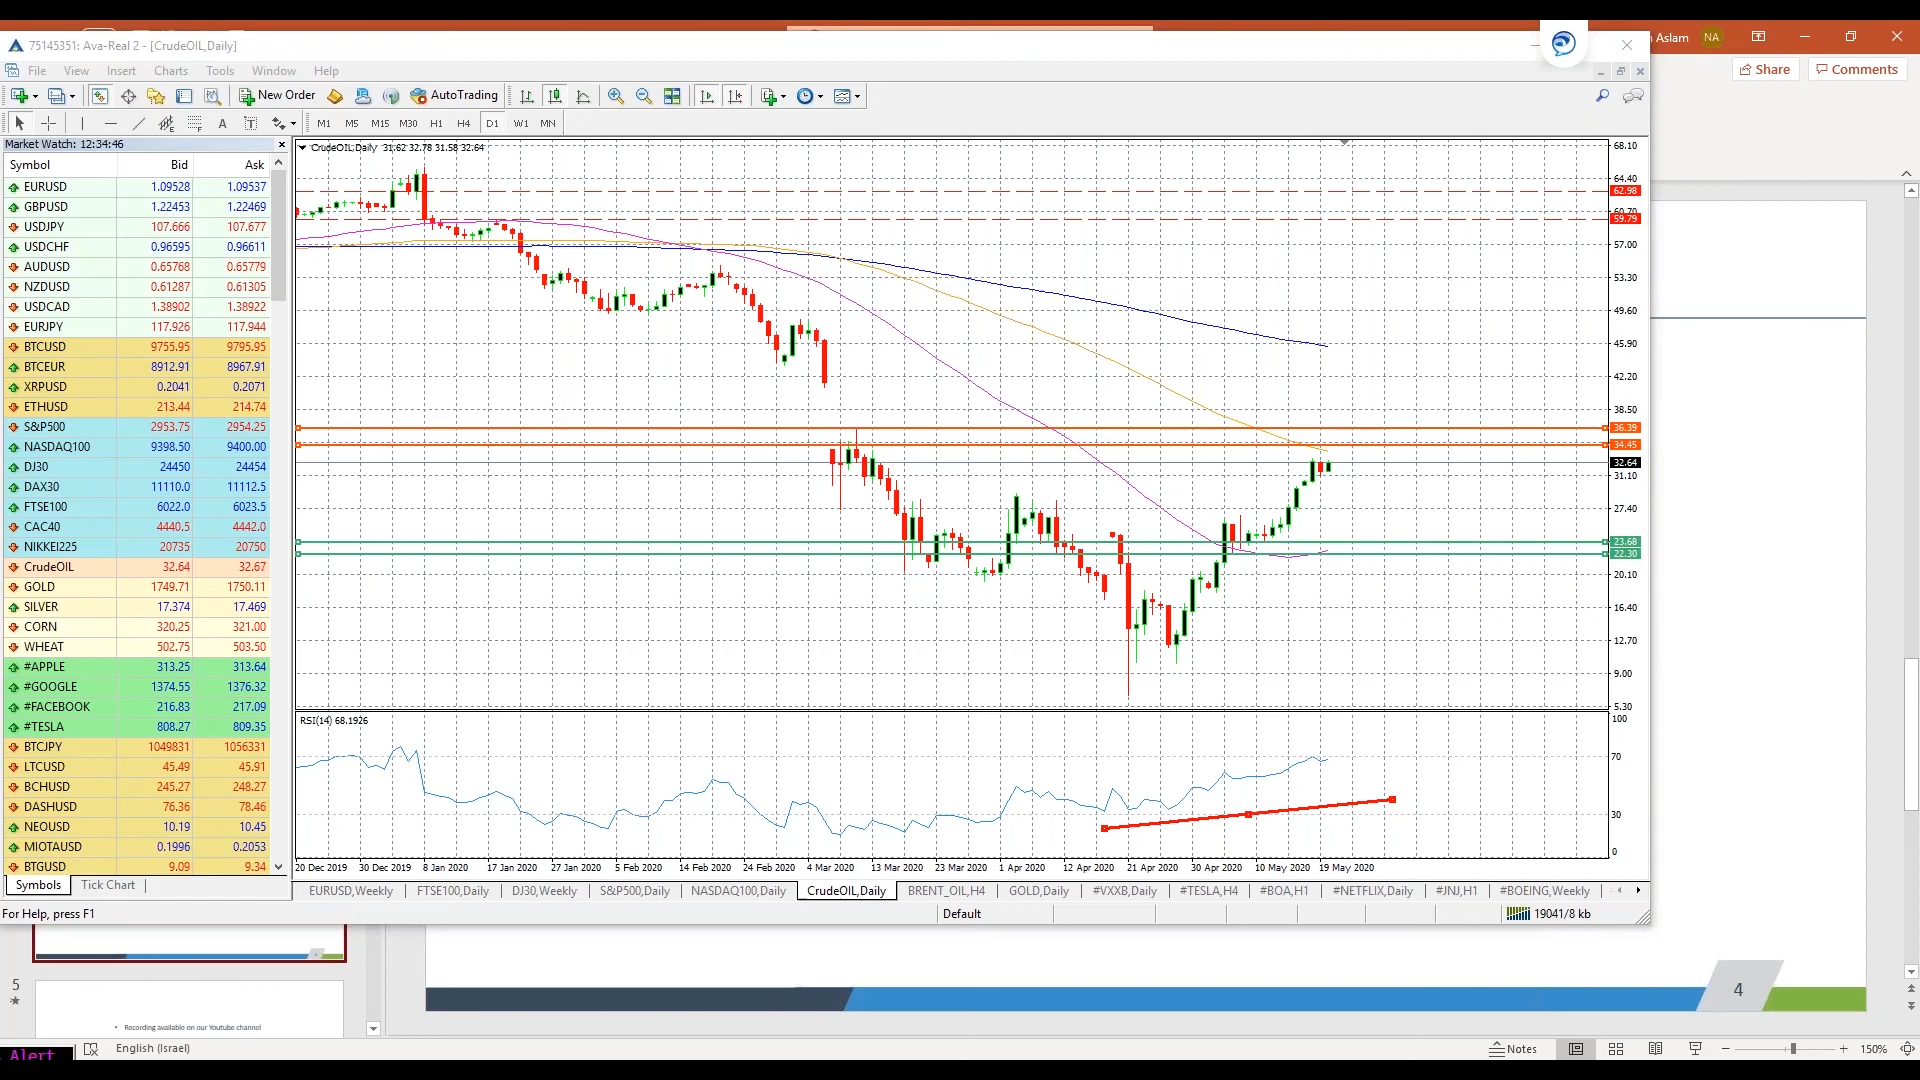 Aslam
NA
75145351: Ava-Real 2 - [CrudeOIL,Daily]
Share
Comments
File View Insert Charts Tools Window Help
New Order
AutoTrading
M1 M5 M15 M30 H1 H4 D1 W1 MN
Market Watch: 12:34:46
Symbol Bid Ask
EURUSD 1.09528 1.09537
GBPUSD 1.22453 1.22469
USDJPY 107.666 107.677
USDCHF 0.96595 0.96611
AUDUSD 0.65768 0.65779
NZDUSD 0.61287 0.61305
USDCAD 1.38902 1.38922
EURJPY 117.926 117.944
BTCUSD 9755.95 9795.95
BTCEUR 8912.91 8967.91
XRPUSD 0.2041 0.2071
ETHUSD 213.44 214.74
S&P500 2953.75 2954.25
NASDAQ100 9398.50 9400.00
DJ30 24450 24454
DAX30 11110.0 11112.5
FTSE100 6022.0 6023.5
CAC40 4440.5 4442.0
NIKKEI225 20735 20750
CrudeOIL 32.64 32.67
GOLD 1749.71 1750.11
SILVER 17.374 17.469
CORN 320.25 321.00
WHEAT 502.75 503.50
#APPLE 313.25 313.64
#GOOGLE 1374.55 1376.32
#FACEBOOK 216.83 217.09
#TESLA 808.27 809.35
BTCJPY 1049831 1056331
LTCUSD 45.49 45.91
BCHUSD 245.27 248.27
DASHUSD 76.36 78.46
NEOUSD 10.19 10.45
MIOTAUSD 0.1996 0.2053
BTGUSD 9.09 9.34
Symbols Tick Chart
CrudeOIL,Daily 31.62 32.78 31.58 32.64
68.10
64.40
62.98
59.79
57.00
53.30
49.60
45.90
42.20
38.50
36.39
34.45
32.64
31.10
27.40
23.68
22.30
20.10
16.40
12.70
9.00
5.30
RSI(14) 68.1926
100
70
30
0
20 Dec 2019 30 Dec 2019 8 Jan 2020 17 Jan 2020 27 Jan 2020 5 Feb 2020 14 Feb 2020 24 Feb 2020 4 Mar 2020 13 Mar 2020 23 Mar 2020 1 Apr 2020 12 Apr 2020 21 Apr 2020 30 Apr 2020 10 May 2020 19 May 2020
EURUSD,Weekly FTSE100,Daily DJ30,Weekly S&P500,Daily NASDAQ100,Daily CrudeOIL,Daily BRENT_OIL,H4 GOLD,Daily #VXXB,Daily #TESLA,H4 #BOA,H1 #NETFLIX,Daily #JNJ,H1 #BOEING,Weekly
For Help, press F1
Default
19041/8 kb
5
• Recording available on our Youtube channel
4
Alert
English (Israel)
Notes
150%